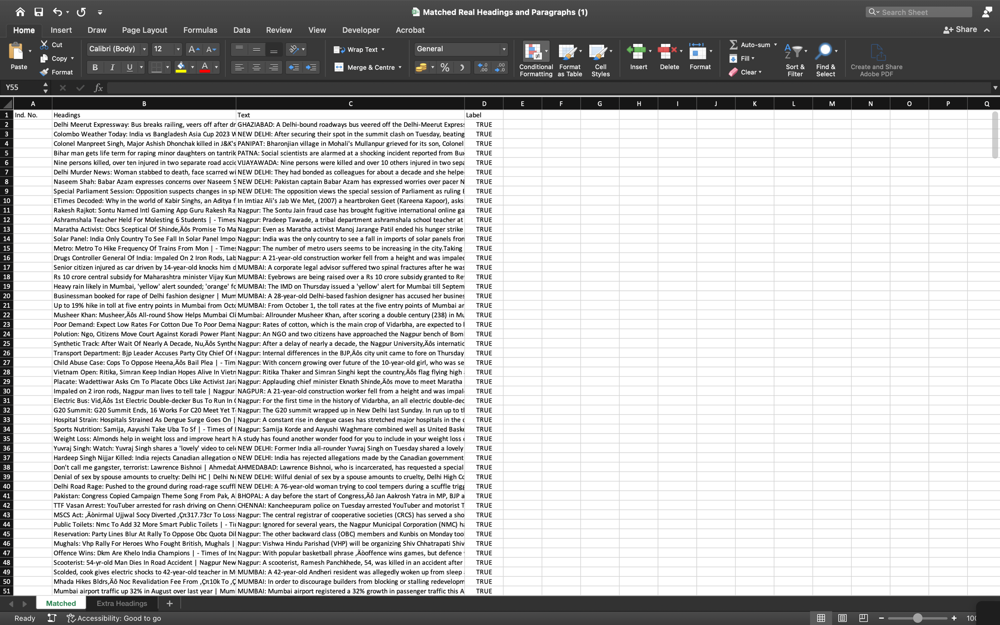 Matched Real Headings and Paragraphs (1)
Search Sheet
Home Insert Draw Page Layout Formulas Data Review View Developer Acrobat Share
Paste Cut Copy Format
Calibri (Body) 12
B I U
Wrap Text
Merge & Centre
General
Conditional Formatting
Format as Table
Cell Styles
Insert Delete Format
Auto-sum
Fill
Clear
Sort & Filter
Find & Select
Create and Share Adobe PDF
Y55 fx
A B C D E F G H I J K L M N O P Q
1 Ind. No. Headings Text Label
2 Delhi Meerut Expressway: Bus breaks railing, veers off after dr GHAZIABAD: A Delhi-bound roadways bus veered off the Delhi-Meerut Express TRUE
3 Colombo Weather Today: India vs Bangladesh Asia Cup 2023 W NEW DELHI: After securing their spot in the summit clash on Tuesday, beating TRUE
4 Colonel Manpreet Singh, Major Ashish Dhonchak killed in J&K's PANIPAT: Bharonjian village in Mohali's Mullanpur grieved for its son, Colonel TRUE
5 Bihar man gets life term for raping minor daughters on tantrik PATNA: Social scientists are alarmed at a shocking incident reported from Bux TRUE
6 Nine persons killed, over ten injured in two separate road accid VIJAYAWADA: Nine persons were killed and over 10 others injured in two sepa TRUE
7 Delhi Murder News: Woman stabbed to death, face scarred wi NEW DELHI: They had bonded as colleagues for about a decade and she helpe TRUE
8 Naseem Shah: Babar Azam expresses concerns over Naseem S NEW DELHI: Pakistan captain Babar Azam has expressed worries over pacer N TRUE
9 Special Parliament Session: Opposition suspects changes in sp NEW DELHI: The opposition views the special session of Parliament as ruling B TRUE
10 ETimes Decoded: Why in the world of Kabir Singhs, an Aditya f In Imtiaz Ali's Jab We Met, (2007) a heartbroken Geet (Kareena Kapoor), asks TRUE
11 Rakesh Rajkot: Sontu Named Intl Gaming App Guru Rakesh Ra Nagpur: The Sontu Jain fraud case has brought fugitive international online ga TRUE
12 Ashramshala Teacher Held For Molesting 6 Students | - Times Nagpur: Pradeep Tawade, a tribal department ashramshala school teacher at TRUE
13 Maratha Activist: Obcs Sceptical Of Shinde‚Äôs Promise To Ma Nagpur: Even as Maratha activist Manoj Jarange Patil ended his hunger strike TRUE
14 Solar Panel: India Only Country To See Fall In Solar Panel Impo Nagpur: India was the only country to see a fall in imports of solar panels from TRUE
15 Metro: Metro To Hike Frequency Of Trains From Mon | - Times Nagpur: The number of metro users seems to be increasing in the city.Taking TRUE
16 Drugs Controller General Of India: Impaled On 2 Iron Rods, Lab Nagpur: A 21-year-old construction worker fell from a height and was impaled TRUE
17 Senior citizen injured as car driven by 14-year-old knocks him d MUMBAI: A corporate legal advisor suffered two spinal fractures after he was TRUE
18 Rs 10 crore central subsidy for Maharashtra minister Vijay Kum MUMBAI: Eyebrows are being raised over a Rs 10 crore subsidy granted to Re TRUE
19 Heavy rain likely in Mumbai, 'yellow' alert sounded; 'orange' fo MUMBAI: The IMD on Thursday issued a 'yellow' alert for Mumbai till Septem TRUE
20 Businessman booked for rape of Delhi fashion designer | Mum MUMBAI: A 28-year-old Delhi-based fashion designer has accused her busines TRUE
21 Up to 19% hike in toll at five entry points in Mumbai from Octo MUMBAI: From October 1, the toll rates at the five entry points of Mumbai ar TRUE
22 Musheer Khan: Musheer‚Äôs All-round Show Helps Mumbai Cli Mumbai: Allrounder Musheer Khan, after scoring a double century (238) in Mu TRUE
23 Poor Demand: Expect Low Rates For Cotton Due To Poor Dema Nagpur: Rates of cotton, which is the main crop of Vidarbha, are expected to l TRUE
24 Polution: Ngo, Citizens Move Court Against Koradi Power Plant Nagpur: An NGO and two citizens have approached the Nagpur bench of Bom TRUE
25 Synthetic Track: After Wait Of Nearly A Decade, Nu‚Äôs Synthe Nagpur: After a delay of nearly a decade, the Nagpur University‚Äôs internatio TRUE
26 Transport Department: Bjp Leader Accuses Party City Chief Of Nagpur: Internal differences in the BJP‚Äôs city unit came to fore on Thursday TRUE
27 Child Abuse Case: Cops To Oppose Heena‚Äôs Bail Plea | - Tim Nagpur: With concern growing over future of the 10-year-old girl, who was se TRUE
28 Vietnam Open: Ritika, Simran Keep Indian Hopes Alive In Vietn Nagpur: Ritika Thaker and Simran Singhi kept the country‚Äôs flag flying high TRUE
29 Placate: Wadettiwar Asks Cm To Placate Obcs Like Activist Jara Nagpur: Applauding chief minister Eknath Shinde‚Äôs move to meet Maratha TRUE
30 Impaled on 2 iron rods, Nagpur man lives to tell tale | Nagpur NAGPUR: A 21-year-old construction worker fell from a height and was impal TRUE
31 Electric Bus: Vid‚Äôs 1st Electric Double-decker Bus To Run In Nagpur: For the first time in the history of Vidarbha, an all electric double-dec TRUE
32 G20 Summit: G20 Summit Ends, 16 Works For C20 Meet Yet T Nagpur: The G20 summit wrapped up in New Delhi last Sunday. In run up to t TRUE
33 Hospital Strain: Hospitals Strained As Dengue Surge Goes On | Nagpur: A constant rise in dengue cases has stretched major hospitals in the c TRUE
34 Sports Nutrition: Samija, Aayushi Take Uba To Sf | - Times of I Nagpur: Samija Korde and Aayushi Waghmare combined well as United Baske TRUE
35 Weight Loss: Almonds help in weight loss and improve heart h A study has found another wonder food for you to include in your weight loss TRUE
36 Yuvraj Singh: Watch: Yuvraj Singh shares a 'lovely' video to cele NEW DELHI: Former India all-rounder Yuvraj Singh on Tuesday shared a lovely TRUE
37 Hardeep Singh Nijjar Killed: India rejects Canadian allegation o NEW DELHI: India has rejected allegations made by the Canadian government TRUE
38 Don't call me gangster, terrorist: Lawrence Bishnoi | Ahmedab AHMEDABAD: Lawrence Bishnoi, who is incarcerated, has requested a special TRUE
39 Denial of sex by spouse amounts to cruelty: Delhi HC | Delhi Ne NEW DELHI: Wilful denial of sex by a spouse amounts to cruelty, Delhi High Co TRUE
40 Delhi Road Rage: Pushed to the ground during road-rage scuffl NEW DELHI: A 76-year-old woman trying to cool tempers during a scuffle trigg TRUE
41 Pakistan: Congress Copied Campaign Theme Song From Pak, A BHOPAL: A day before the start of Congress‚Äô Jan Aakrosh Yatra in MP, BJP a TRUE
42 TTF Vasan Arrest: YouTuber arrested for rash driving on Chenn CHENNAI: Kancheepuram police on Tuesday arrested YouTuber and motorist T TRUE
43 MSCS Act: ‚Äònirmal Ujjwal Socy Diverted ‚Çπ317.73cr To Loss- Nagpur: The central registrar of cooperative societies (CRCS) has served a sho TRUE
44 Public Toilets: Nmc To Add 32 More Smart Public Toilets | - Ti Nagpur: Ignored for several years, the Nagpur Municipal Corporation (NMC) ha TRUE
45 Reservation: Party Lines Blur At Rally To Oppose Obc Quota Dil Nagpur: The other backward class (OBC) members and Kunbis on Monday too TRUE
46 Mughals: Vhp Rally For Heroes Who Fought British, Mughals | Nagpur: Vishwa Hindu Parishad (VHP) will be organizing Shiv Chhatrapati Shiv TRUE
47 Offence Wins: Dkm Are Khelo India Champions | - Times of Ind Nagpur: With popular basketball phrase ‚Äòoffence wins games, but defence TRUE
48 Scooterist: 54-yr-old Man Dies In Road Accident | Nagpur New Nagpur: A scooterist, Ramesh Panchkhede, 54, was killed in an accident after TRUE
49 Scolded, cook gives electric shocks to 42-year-old teacher in M MUMBAI: A 42-year-old Andheri resident was allegedly woken up from sleep TRUE
50 Mhada Hikes Bldrs‚Äô Noc Revalidation Fee From ‚Çπ10k To ‚Ç MUMBAI: In order to discourage builders from blocking or stalling redevelopm TRUE
51 Mumbai airport traffic up 32% in August over last year | Mum MUMBAI: Mumbai airport registered a 32% growth in passenger traffic this A TRUE
Matched Extra Headings
Ready Accessibility: Good to go